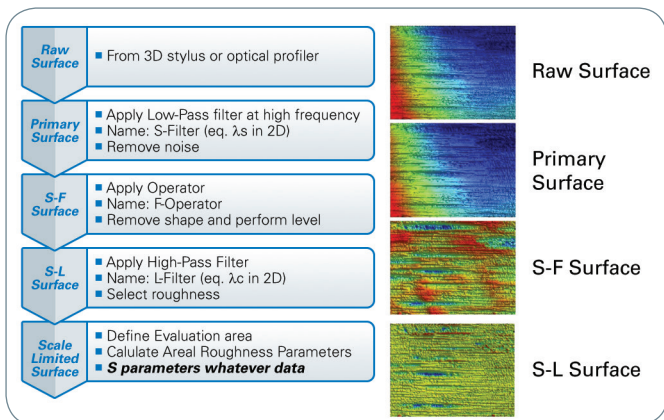 Raw
Surface
■ From 3D stylus or optical profiler
Primary
Surface
■ Apply Low-Pass filter at high frequency
■ Name: S-Filter (eq. λs in 2D)
■ Remove noise
S-F
Surface
■ Apply Operator
■ Name: F-Operator
■ Remove shape and perform level
S-L
Surface
■ Apply High-Pass Filter
■ Name: L-Filter (eq. λc in 2D)
■ Select roughness
Scale
Limited
Surface
■ Define Evaluation area
■ Calulate Areal Roughness Parameters
■ S parameters whatever data
Raw Surface
Primary
Surface
S-F Surface
S-L Surface